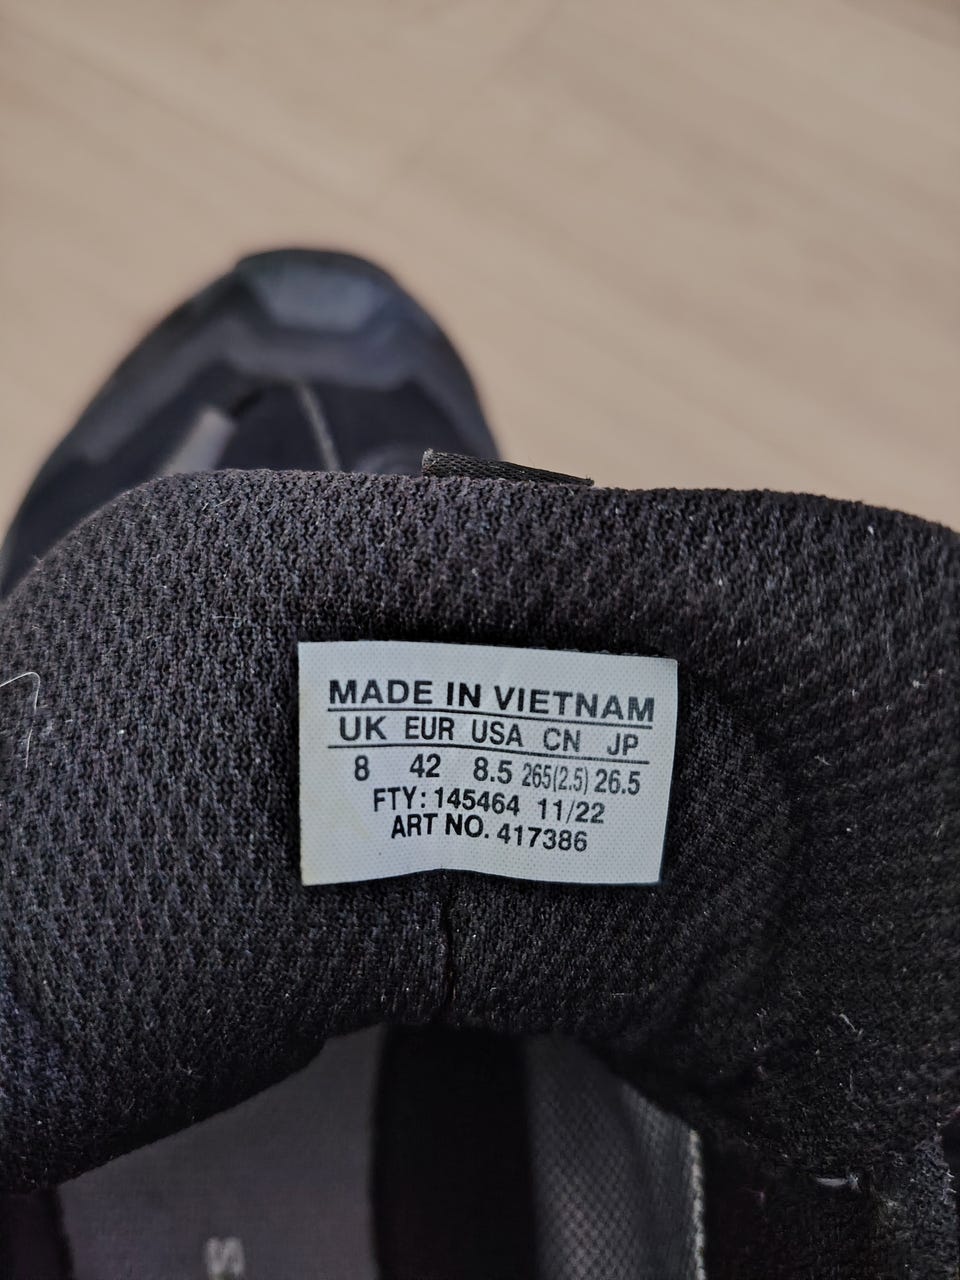 MADE IN VIETNAM
UK EUR USA CN JP
8 42 8.5 265(2.5) 26.5
FTY: 145464 11/22
ART NO. 417386
S